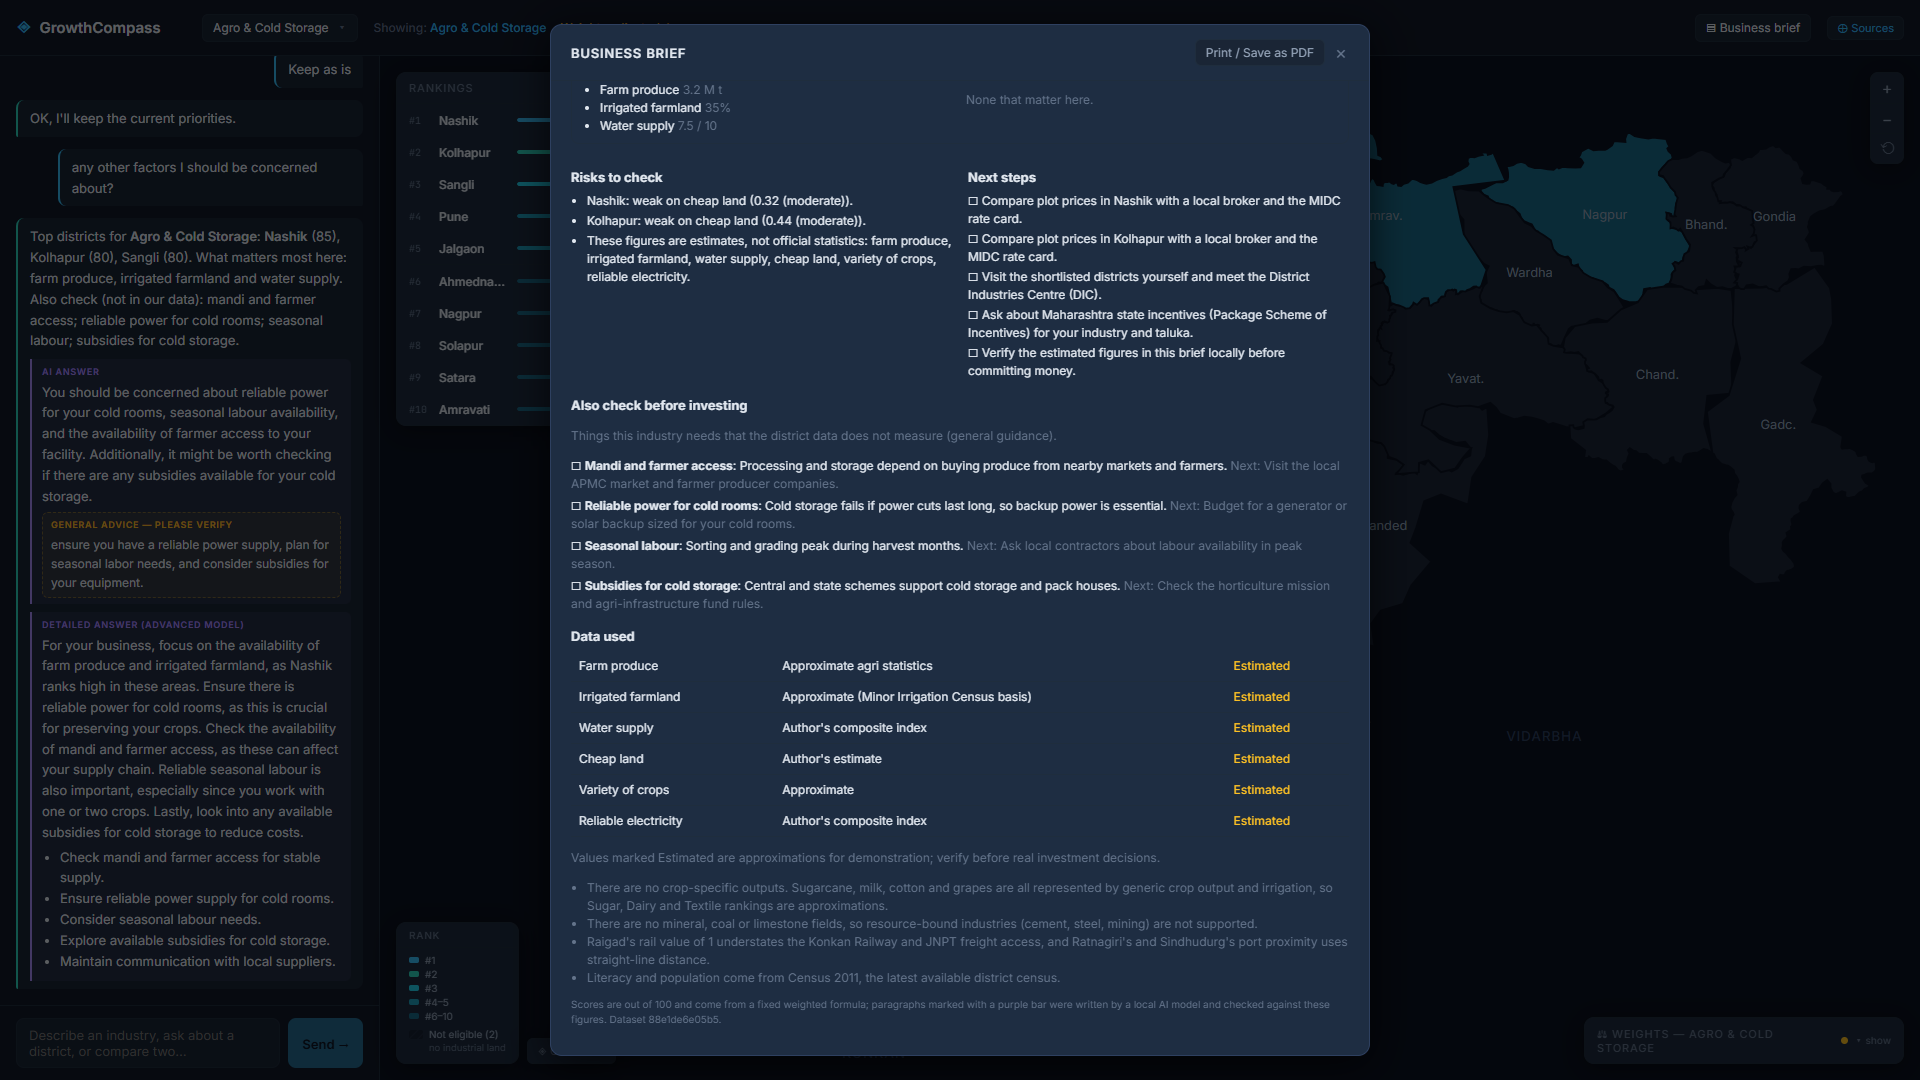 GrowthCompass
Agro & Cold Storage
Showing: Agro & Cold Storage
Business brief
Sources
Keep as is
OK, I'll keep the current priorities.
any other factors I should be concerned
about?
Top districts for Agro & Cold Storage: Nashik (85),
Kolhapur (80), Sangli (80). What matters most here:
farm produce, irrigated farmland and water supply.
Also check (not in our data): mandi and farmer
access; reliable power for cold rooms; seasonal
labour; subsidies for cold storage.
AI ANSWER
You should be concerned about reliable power
for your cold rooms, seasonal labour availability,
and the availability of farmer access to your
facility. Additionally, it might be worth checking
if there are any subsidies available for your cold
storage.
GENERAL ADVICE — PLEASE VERIFY
ensure you have a reliable power supply, plan for
seasonal labor needs, and consider subsidies for
your equipment.
DETAILED ANSWER (ADVANCED MODEL)
For your business, focus on the availability of
farm produce and irrigated farmland, as Nashik
ranks high in these areas. Ensure there is
reliable power for cold rooms, as this is crucial
for preserving your crops. Check the availability
of mandi and farmer access, as these can affect
your supply chain. Reliable seasonal labour is
also important, especially since you work with
one or two crops. Lastly, look into any available
subsidies for cold storage to reduce costs.
• Check mandi and farmer access for stable
supply.
• Ensure reliable power supply for cold rooms.
• Consider seasonal labour needs.
• Explore available subsidies for cold storage.
• Maintain communication with local suppliers.
Describe an industry, ask about a
district, or compare two...
Send →
RANKINGS
#1 Nashik
#2 Kolhapur
#3 Sangli
#4 Pune
#5 Jalgaon
#6 Ahmedna...
#7 Nagpur
#8 Solapur
#9 Satara
#10 Amravati
RANK
#1
#2
#3
#4–5
#6–10
Not eligible (2)
no industrial land
BUSINESS BRIEF
Print / Save as PDF
×
• Farm produce 3.2 M t
• Irrigated farmland 35%
• Water supply 7.5 / 10
None that matter here.
Risks to check
• Nashik: weak on cheap land (0.32 (moderate)).
• Kolhapur: weak on cheap land (0.44 (moderate)).
• These figures are estimates, not official statistics: farm produce,
irrigated farmland, water supply, cheap land, variety of crops,
reliable electricity.
Next steps
☐ Compare plot prices in Nashik with a local broker and the MIDC
rate card.
☐ Compare plot prices in Kolhapur with a local broker and the
MIDC rate card.
☐ Visit the shortlisted districts yourself and meet the District
Industries Centre (DIC).
☐ Ask about Maharashtra state incentives (Package Scheme of
Incentives) for your industry and taluka.
☐ Verify the estimated figures in this brief locally before
committing money.
Also check before investing
Things this industry needs that the district data does not measure (general guidance).
☐ Mandi and farmer access: Processing and storage depend on buying produce from nearby markets and farmers. Next: Visit the local
APMC market and farmer producer companies.
☐ Reliable power for cold rooms: Cold storage fails if power cuts last long, so backup power is essential. Next: Budget for a generator or
solar backup sized for your cold rooms.
☐ Seasonal labour: Sorting and grading peak during harvest months. Next: Ask local contractors about labour availability in peak
season.
☐ Subsidies for cold storage: Central and state schemes support cold storage and pack houses. Next: Check the horticulture mission
and agri-infrastructure fund rules.
Data used
Farm produce Approximate agri statistics Estimated
Irrigated farmland Approximate (Minor Irrigation Census basis) Estimated
Water supply Author's composite index Estimated
Cheap land Author's estimate Estimated
Variety of crops Approximate Estimated
Reliable electricity Author's composite index Estimated
Values marked Estimated are approximations for demonstration; verify before real investment decisions.
• There are no crop-specific outputs. Sugarcane, milk, cotton and grapes are all represented by generic crop output and irrigation, so
Sugar, Dairy and Textile rankings are approximations.
• There are no mineral, coal or limestone fields, so resource-bound industries (cement, steel, mining) are not supported.
• Raigad's rail value of 1 understates the Konkan Railway and JNPT freight access, and Ratnagiri's and Sindhudurg's port proximity uses
straight-line distance.
• Literacy and population come from Census 2011, the latest available district census.
Scores are out of 100 and come from a fixed weighted formula; paragraphs marked with a purple bar were written by a local AI model and checked against these
figures. Dataset 88e1de6e05b5.
+
−
mrav.
Nagpur
Bhand.
Gondia
Wardha
Yavat.
Chand.
Gadc.
anded
VIDARBHA
WEIGHTS — AGRO & COLD
STORAGE
show